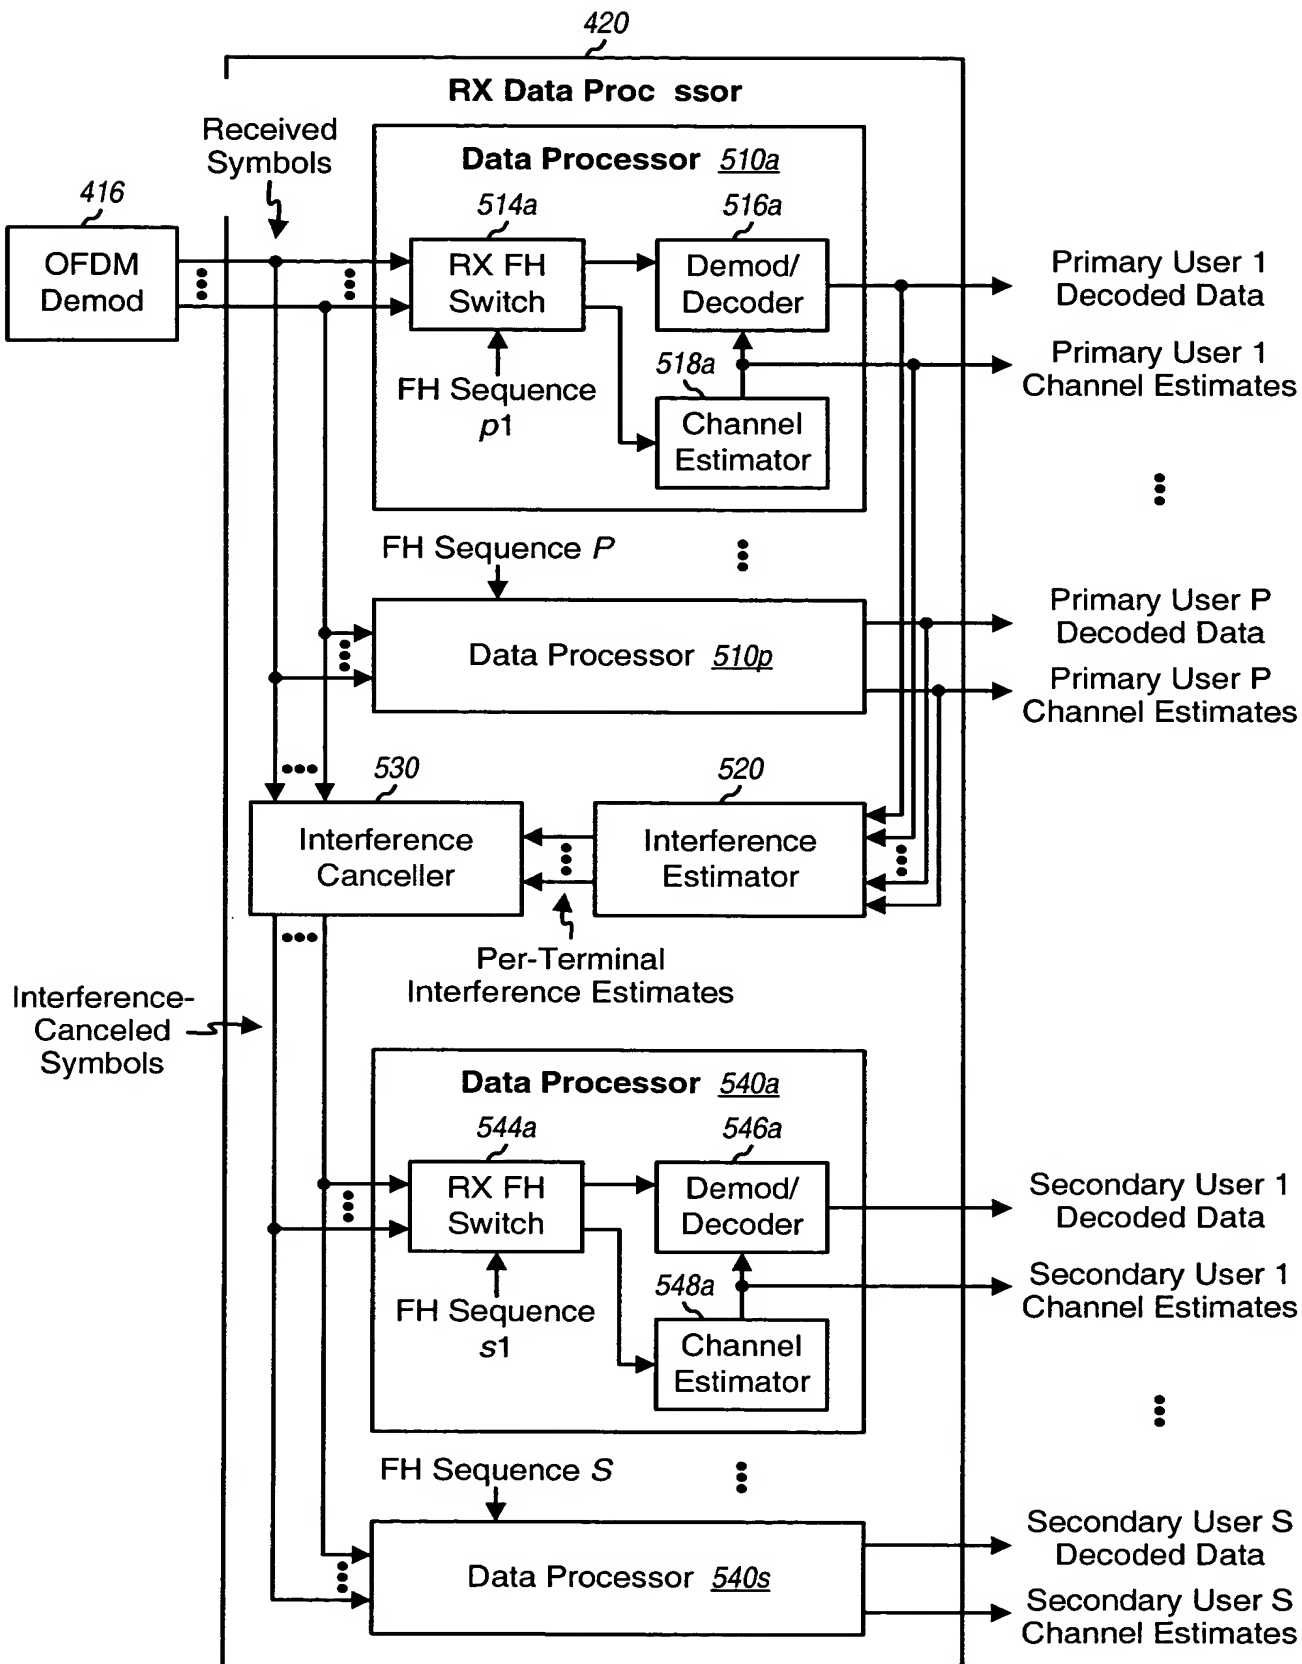 420
RX Data Proc ssor
Received
Symbols
Data Processor 510a
416
514a
516a
OFDM
Demod
RX FH
Switch
Demod/
Decoder
Primary User 1
Decoded Data
FH Sequence
p1
518a
Channel
Estimator
Primary User 1
Channel Estimates
FH Sequence P
Data Processor 510p
Primary User P
Decoded Data
Primary User P
Channel Estimates
530
520
Interference
Canceller
Interference
Estimator
Per-Terminal
Interference Estimates
Interference-
Canceled
Symbols
Data Processor 540a
544a
546a
RX FH
Switch
Demod/
Decoder
Secondary User 1
Decoded Data
FH Sequence
s1
548a
Channel
Estimator
Secondary User 1
Channel Estimates
FH Sequence S
Data Processor 540s
Secondary User S
Decoded Data
Secondary User S
Channel Estimates